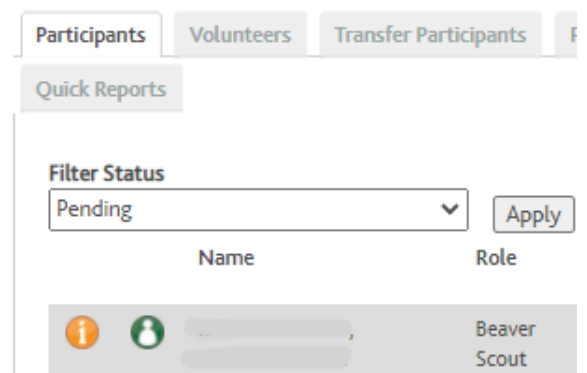 Participants Volunteers Transfer Participants
Quick Reports
Filter Status
Pending Apply
Name Role
Beaver
Scout